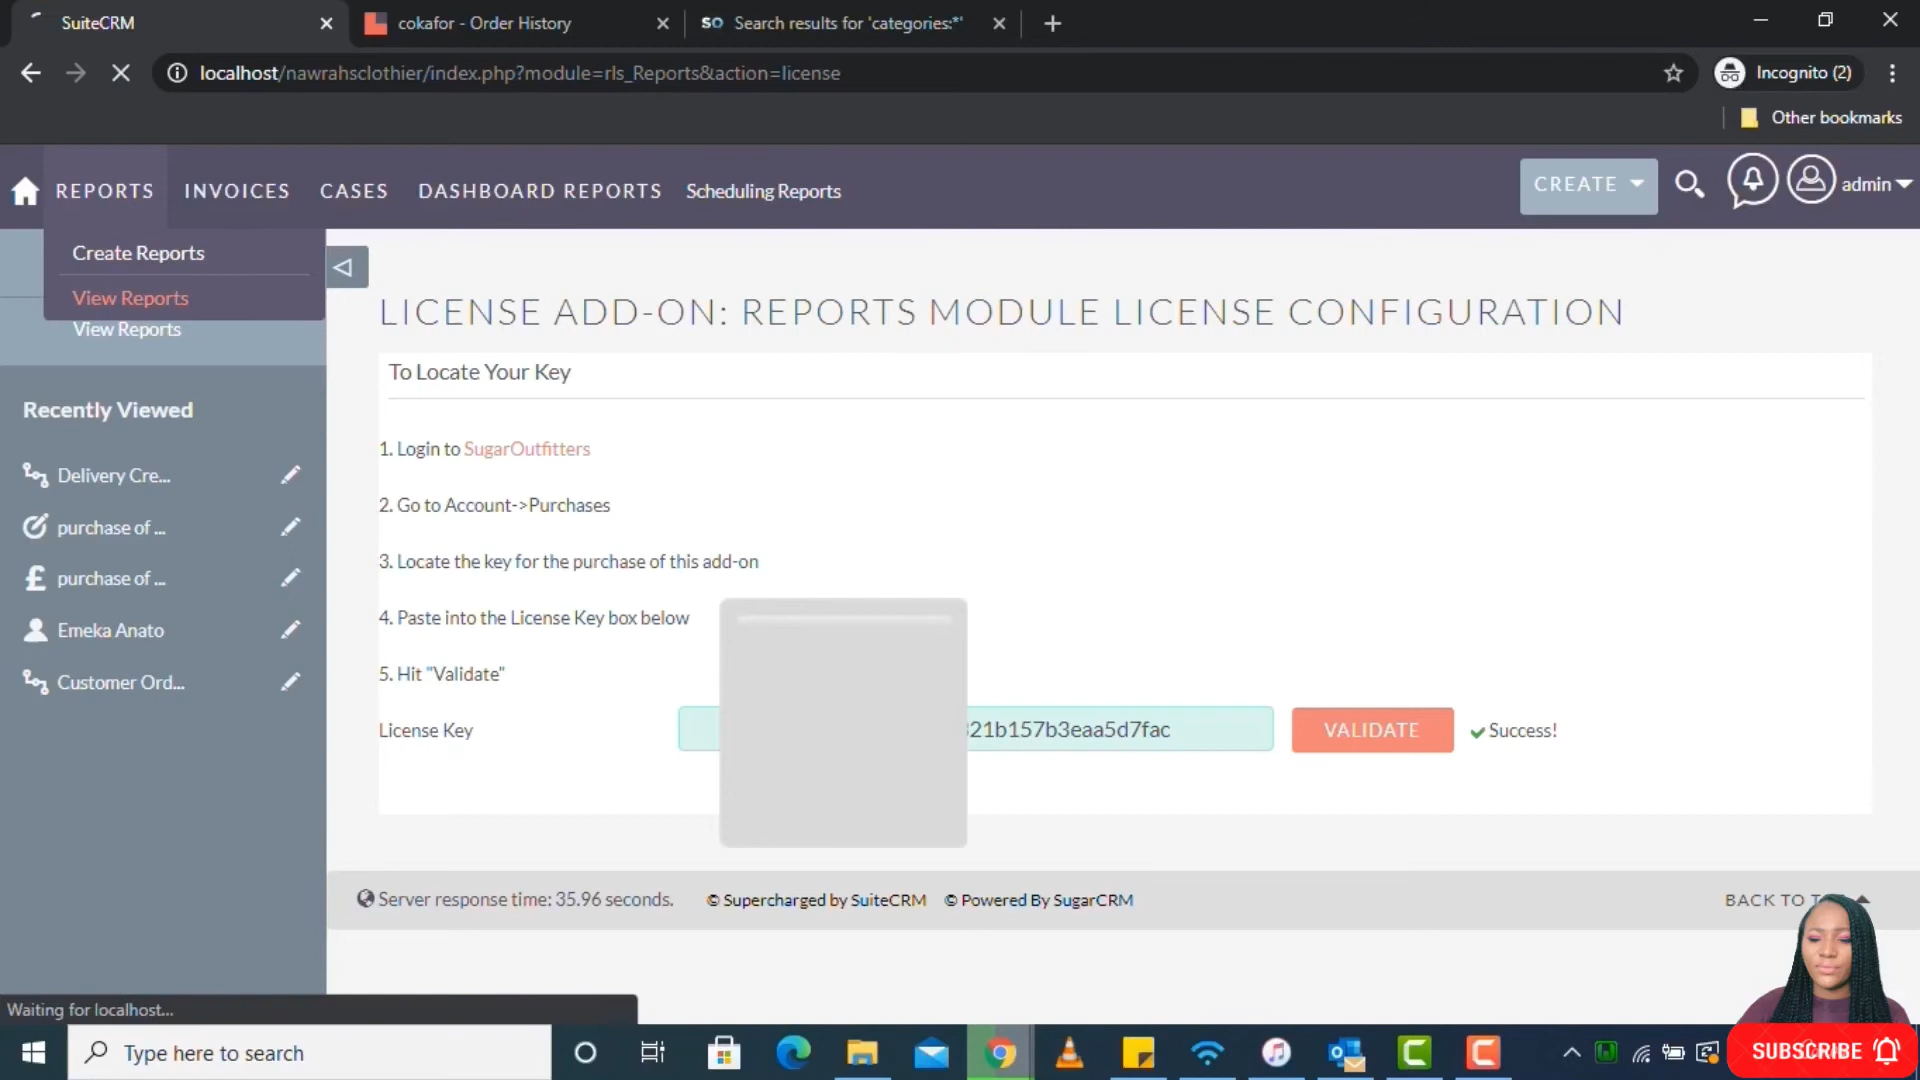 SuiteCRM
cokafor - Order History
SO Search results for 'categories:*'
localhost/nawrahsclothier/index.php?module=rls_Reports&action=license
Incognito (2)
Other bookmarks
REPORTS INVOICES CASES DASHBOARD REPORTS Scheduling Reports
CREATE
admin
Create Reports
View Reports
View Reports
Recently Viewed
Delivery Cre...
purchase of ...
purchase of ...
Emeka Anato
Customer Ord...
LICENSE ADD-ON: REPORTS MODULE LICENSE CONFIGURATION
To Locate Your Key
1. Login to SugarOutfitters
2. Go to Account->Purchases
3. Locate the key for the purchase of this add-on
4. Paste into the License Key box below
5. Hit "Validate"
License Key
21b157b3eaa5d7fac
VALIDATE
Success!
Server response time: 35.96 seconds.
© Supercharged by SuiteCRM
© Powered By SugarCRM
BACK TO
Waiting for localhost...
Type here to search
SUBSCRIBE